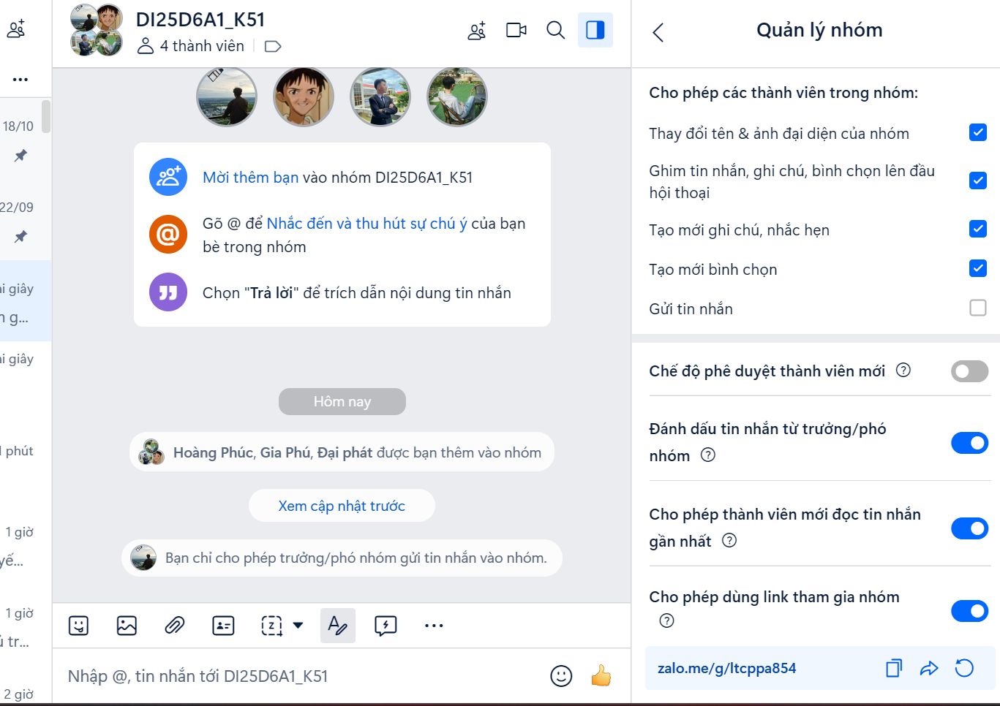 DI25D6A1_K51
4 thành viên
18/10
22/09
giây
g...
giây
phút
1 giờ
1 giờ
2 giờ
Mời thêm bạn vào nhóm DI25D6A1_K51
Gõ @ để Nhắc đến và thu hút sự chú ý của bạn
bè trong nhóm
Chọn "Trả lời" để trích dẫn nội dung tin nhắn
Hôm nay
Hoàng Phúc, Gia Phú, Đại phát được bạn thêm vào nhóm
Xem cập nhật trước
Bạn chỉ cho phép trưởng/phó nhóm gửi tin nhắn vào nhóm.
Nhập @, tin nhắn tới DI25D6A1_K51
Quản lý nhóm
Cho phép các thành viên trong nhóm:
Thay đổi tên & ảnh đại diện của nhóm
Ghim tin nhắn, ghi chú, bình chọn lên đầu
hội thoại
Tạo mới ghi chú, nhắc hẹn
Tạo mới bình chọn
Gửi tin nhắn
Chế độ phê duyệt thành viên mới
Đánh dấu tin nhắn từ trưởng/phó
nhóm
Cho phép thành viên mới đọc tin nhắn
gần nhất
Cho phép dùng link tham gia nhóm
zalo.me/g/ltcppa854